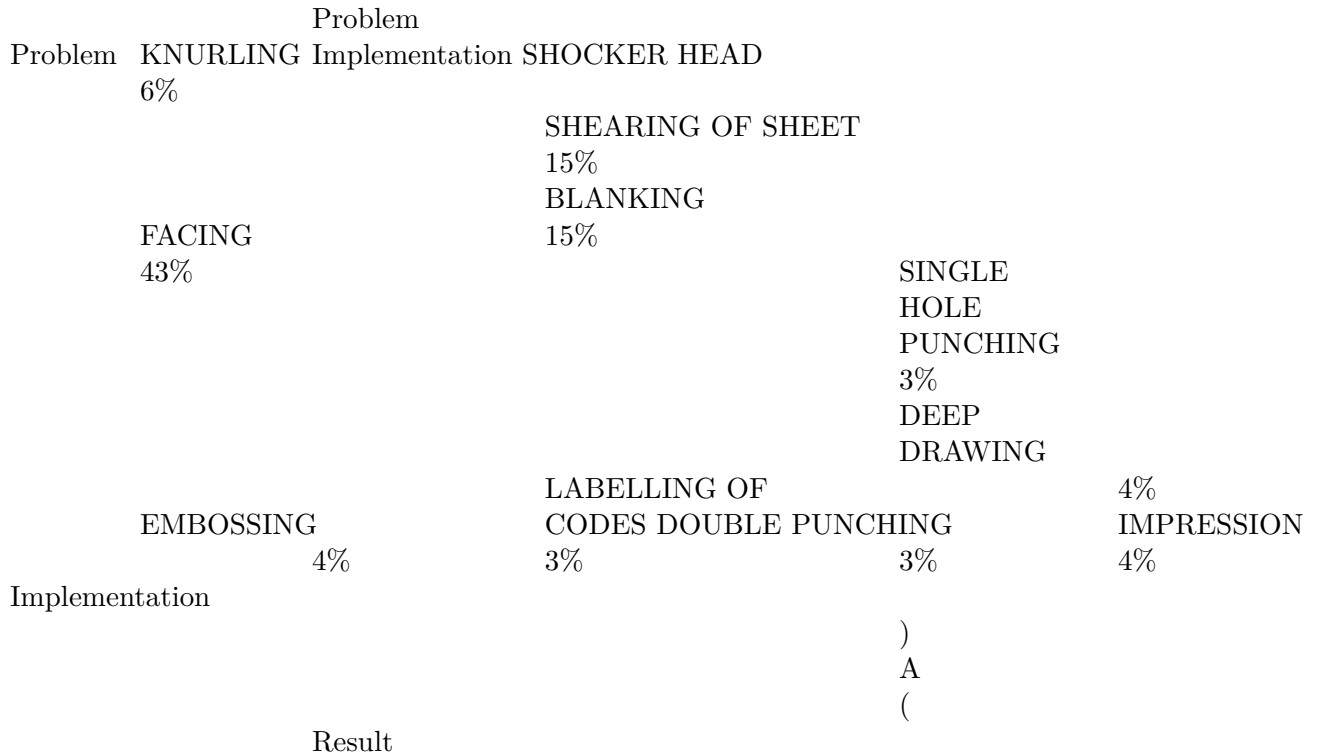 Problem
Problem KNURLING Implementation SHOCKER HEAD
6%
SHEARING OF SHEET
15%
BLANKING
FACING 15%
43% SINGLE
HOLE
PUNCHING
3%
DEEP
DRAWING
LABELLING OF 4%
EMBOSSING CODES DOUBLE PUNCHING IMPRESSION
4% 3% 3% 4%
Implementation
)
A
(
Result